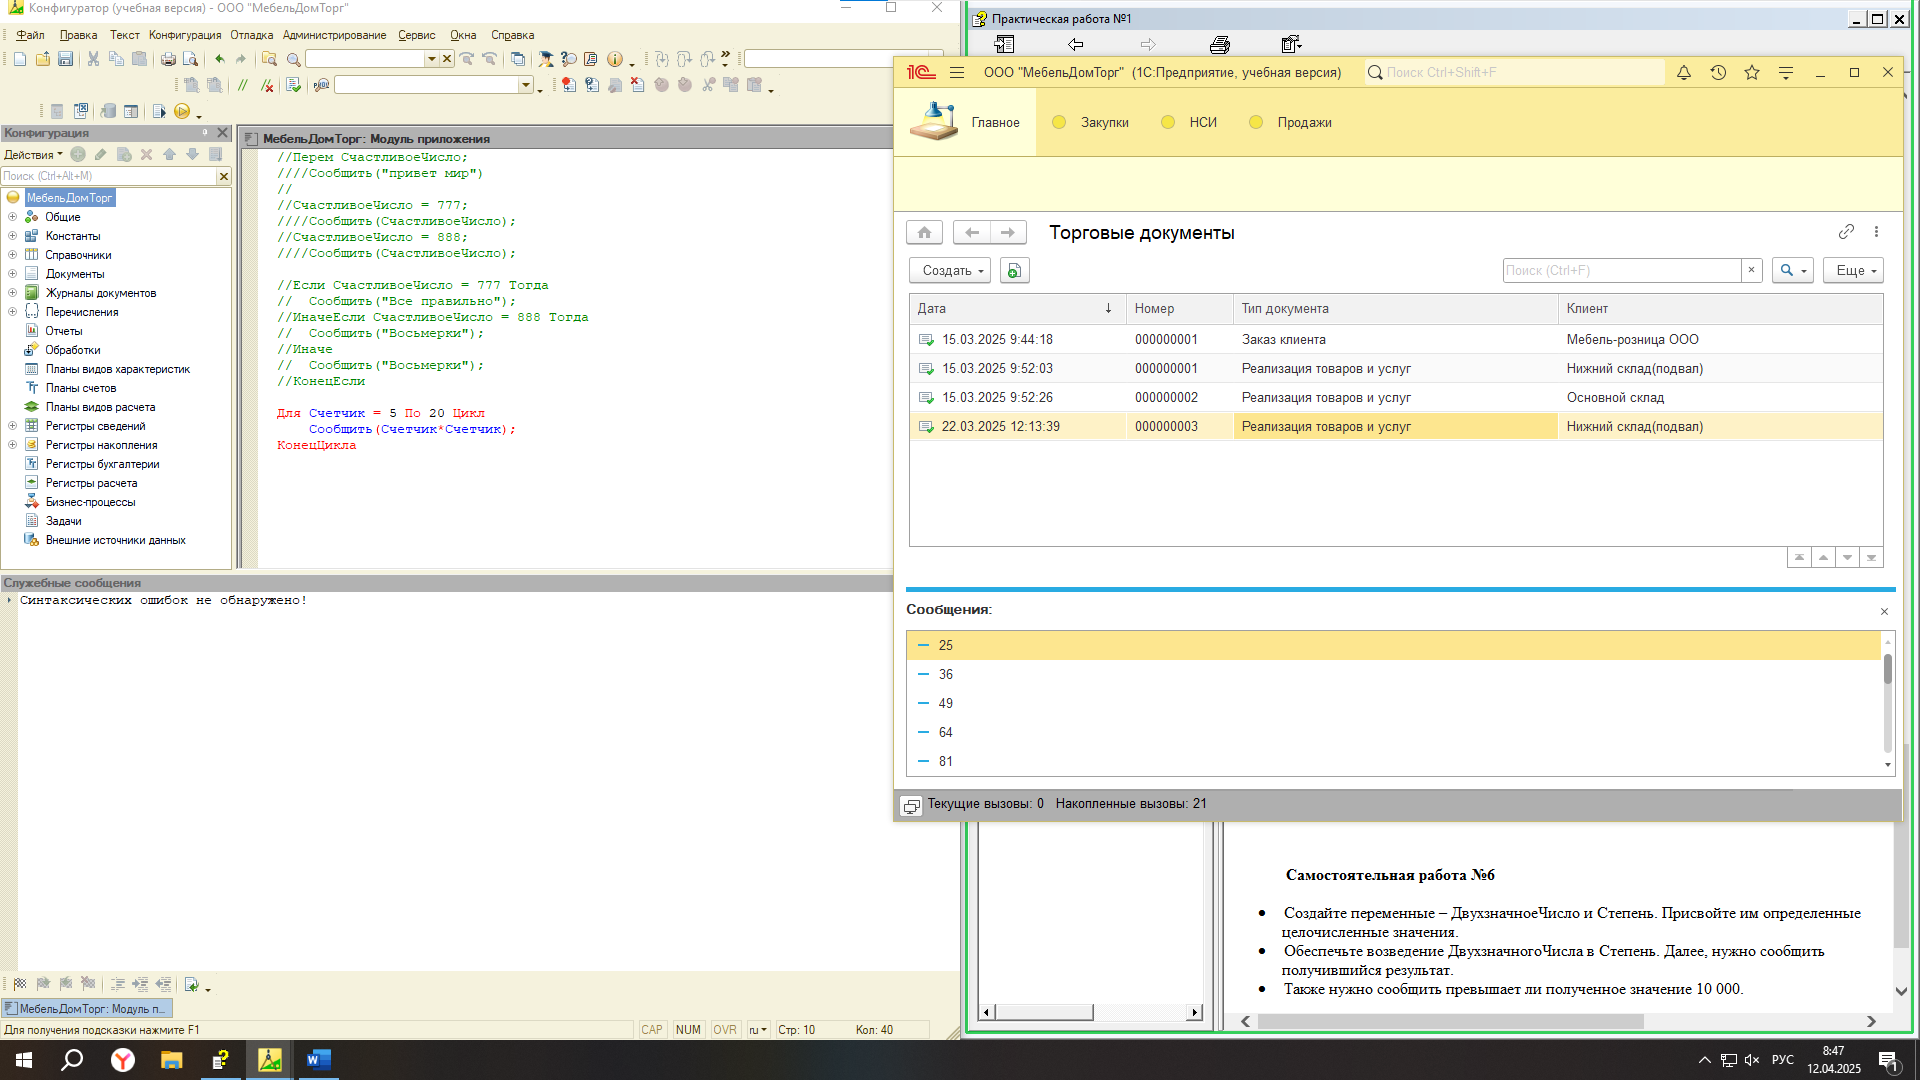 Конфигуратор (учебная версия) - ООО "МебельДомТорг"
Файл Правка Текст Конфигурация Отладка Администрирование Сервис Окна Справка
Конфигурация
Действия
Поиск (Ctrl+Alt+M)
МебельДомТорг
Общие
Константы
Справочники
Документы
Журналы документов
Перечисления
Отчеты
Обработки
Планы видов характеристик
Планы счетов
Планы видов расчета
Регистры сведений
Регистры накопления
Регистры бухгалтерии
Регистры расчета
Бизнес-процессы
Задачи
Внешние источники данных
МебельДомТорг: Модуль приложения
//Перем СчастливоеЧисло;
////Сообщить("привет мир")
//
//СчастливоеЧисло = 777;
////Сообщить(СчастливоеЧисло);
//СчастливоеЧисло = 888;
////Сообщить(СчастливоеЧисло);
//Если СчастливоеЧисло = 777 Тогда
// Сообщить("Все правильно");
//ИначеЕсли СчастливоеЧисло = 888 Тогда
// Сообщить("Восьмерки");
//Иначе
// Сообщить("Восьмерки");
//КонецЕсли
Для Счетчик = 5 По 20 Цикл
Сообщить(Счетчик*Счетчик);
КонецЦикла
Служебные сообщения
Синтаксических ошибок не обнаружено!
МебельДомТорг: Модуль п...
Для получения подсказки нажмите F1
CAP NUM OVR ru Стр: 10 Кол: 40
Практическая работа №1
ООО "МебельДомТорг" (1С:Предприятие, учебная версия)
Поиск Ctrl+Shift+F
Главное Закупки НСИ Продажи
Торговые документы
Создать
Поиск (Ctrl+F)
Еще
Дата Номер Тип документа Клиент
15.03.2025 9:44:18 000000001 Заказ клиента Мебель-розница ООО
15.03.2025 9:52:03 000000001 Реализация товаров и услуг Нижний склад(подвал)
15.03.2025 9:52:26 000000002 Реализация товаров и услуг Основной склад
22.03.2025 12:13:39 000000003 Реализация товаров и услуг Нижний склад(подвал)
Сообщения:
25
36
49
64
81
Текущие вызовы: 0 Накопленные вызовы: 21
Самостоятельная работа №6
• Создайте переменные – ДвухзначноеЧисло и Степень. Присвойте им определенные
целочисленные значения.
• Обеспечьте возведение ДвухзначногоЧисла в Степень. Далее, нужно сообщить
получившийся результат.
• Также нужно сообщить превышает ли полученное значение 10 000.
РУС
8:47
12.04.2025
1